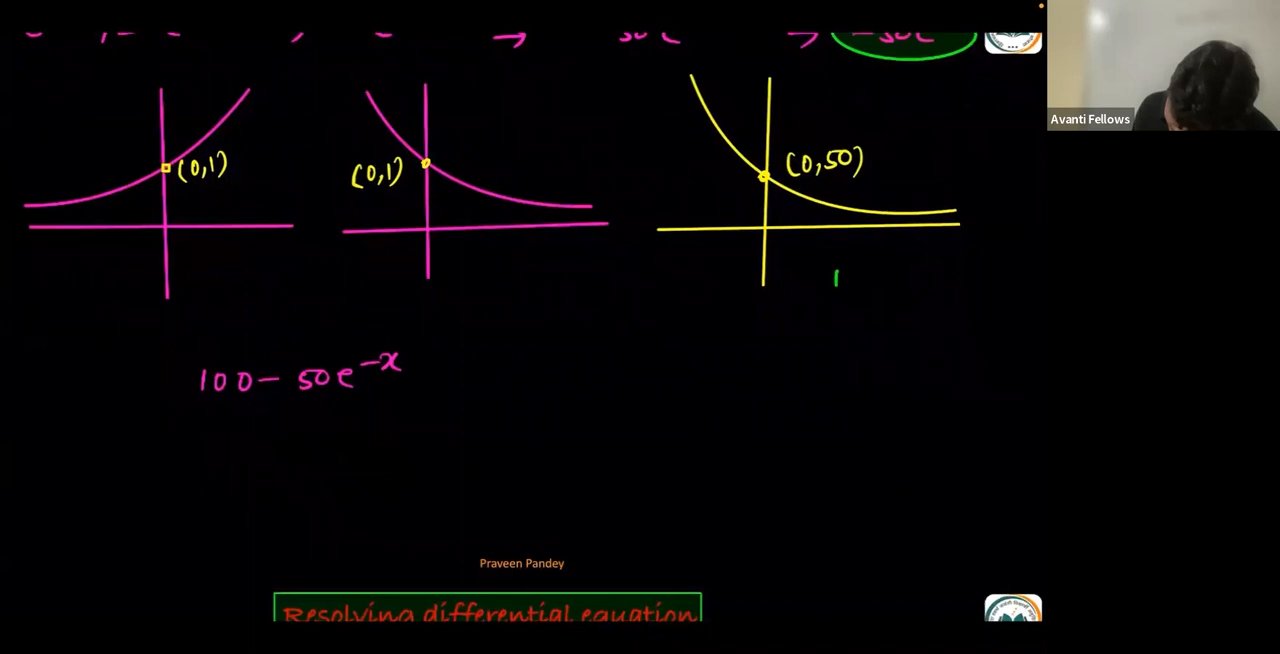 Avanti Fellows
(0,1) (0,1) (0,50)
100 - 50e^{-x}
Praveen Pandey
Resolving differential equation